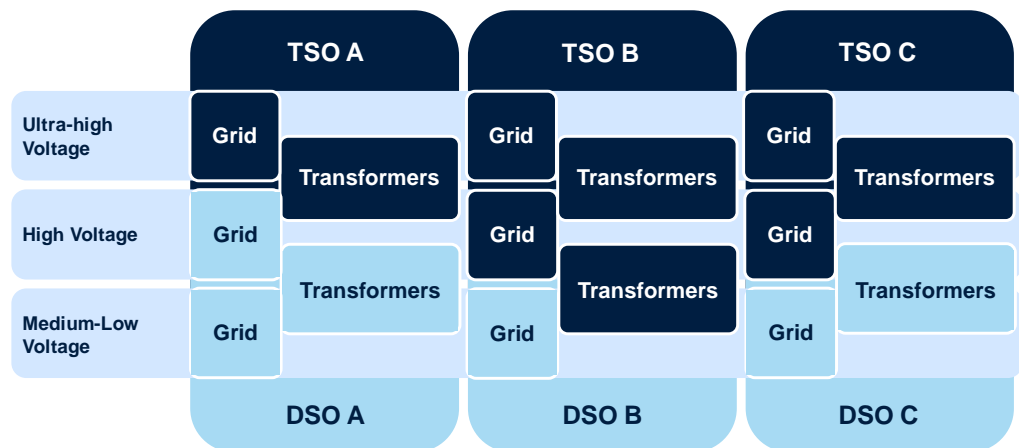 TSO A
TSO B
TSO C
Ultra-high
Voltage
Grid
Transformers
Grid
Transformers
Grid
Transformers
High Voltage
Grid
Transformers
Grid
Transformers
Grid
Transformers
Medium-Low
Voltage
Grid
Grid
Grid
DSO A
DSO B
DSO C